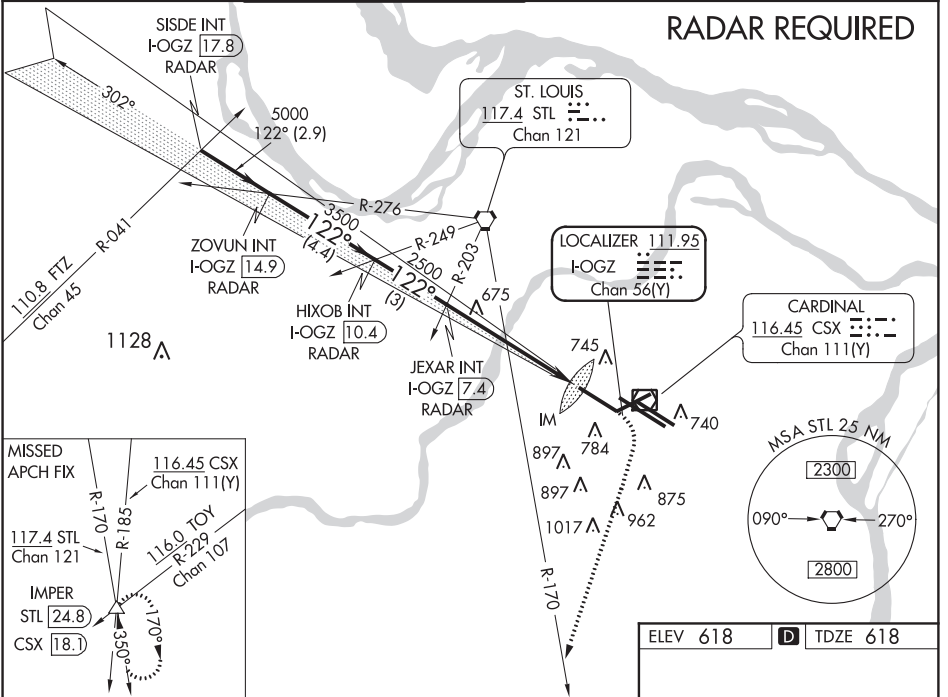 RADAR REQUIRED
SISDE INT
I-OGZ 17.8
RADAR
302°
5000
122° (2.9)
ST. LOUIS
117.4 STL
Chan 121
R-276
R-041
3500
122°
(4.4)
R-249
2500
122°
(3)
R-203
ZOVUN INT
I-OGZ 14.9
RADAR
110.8 FTZ
Chan 45
LOCALIZER 111.95
I-OGZ
Chan 56(Y)
HIXOB INT
I-OGZ 10.4
RADAR
675
CARDINAL
116.45 CSX
Chan 111(Y)
1128
JEXAR INT
I-OGZ 7.4
RADAR
745
IM
740
784
897
897
875
1017
962
R-170
MSA STL 25 NM
2300
090°
270°
2800
MISSED
APCH FIX
116.45 CSX
Chan 111(Y)
R-170
R-185
117.4 STL
Chan 121
116.0 TOY
R-229
Chan 107
IMPER
STL 24.8
CSX 18.1
350°
170°
ELEV 618 D TDZE 618